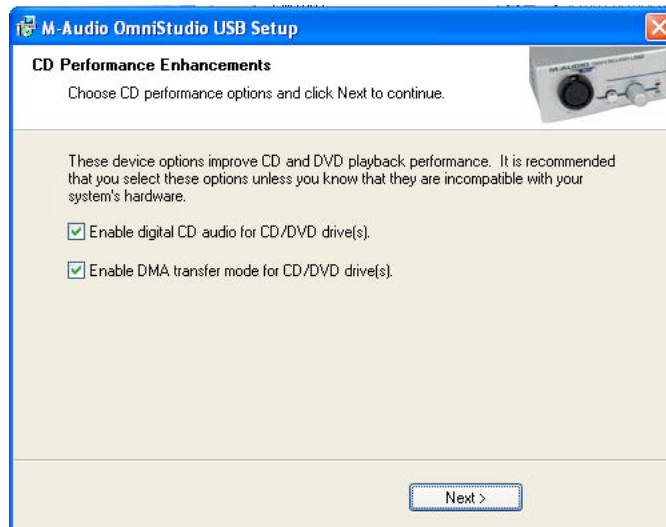 M-Audio OmniStudio USB Setup
CD Performance Enhancements
Choose CD performance options and click Next to continue.
M-AUDIO
These device options improve CD and DVD playback performance. It is recommended
that you select these options unless you know that they are incompatible with your
system's hardware.
Enable digital CD audio for CD/DVD drive(s).
Enable DMA transfer mode for CD/DVD drive(s).
Next >